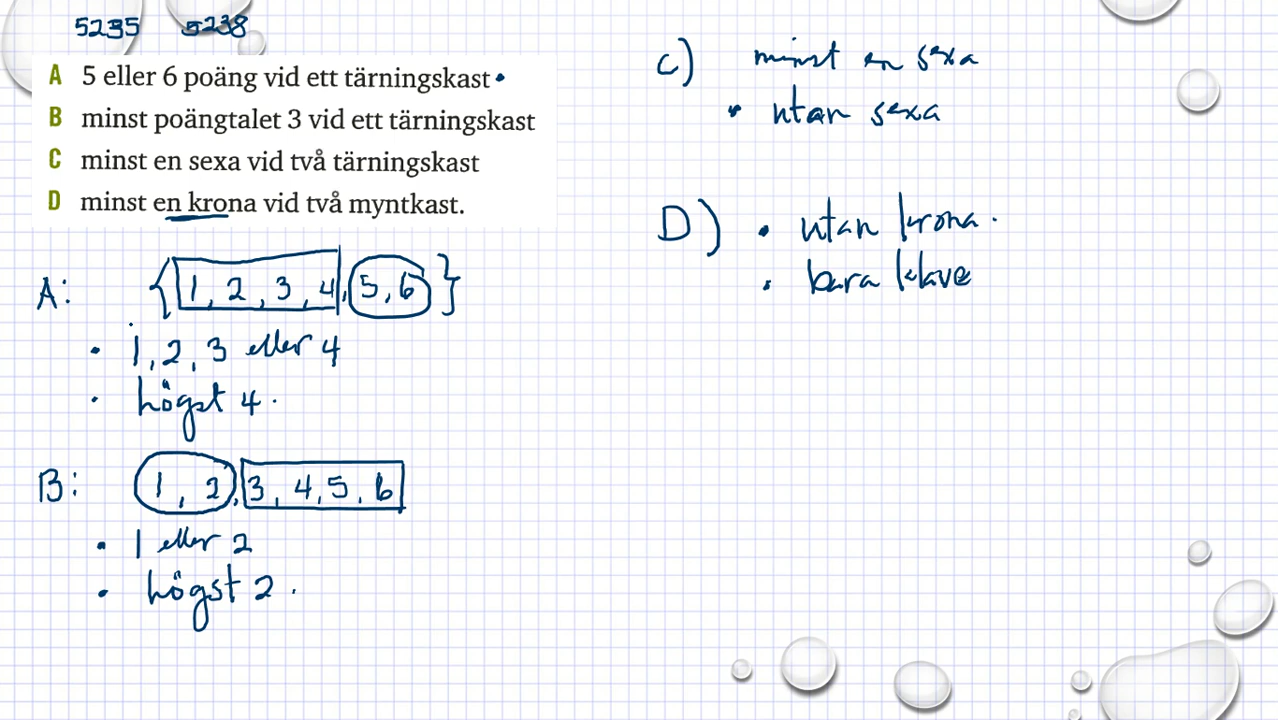 5235 5238
A 5 eller 6 poäng vid ett tärningskast
B minst poängtalet 3 vid ett tärningskast
C minst en sexa vid två tärningskast
D minst en krona vid två myntkast.
A: {1, 2, 3, 4, 5, 6}
• 1, 2, 3 eller 4
• högst 4.
B: 1, 2, 3, 4, 5, 6
• 1 eller 2
• högst 2.
C) minst en sexa
• utan sexa
D) • utan krona.
• bara klave